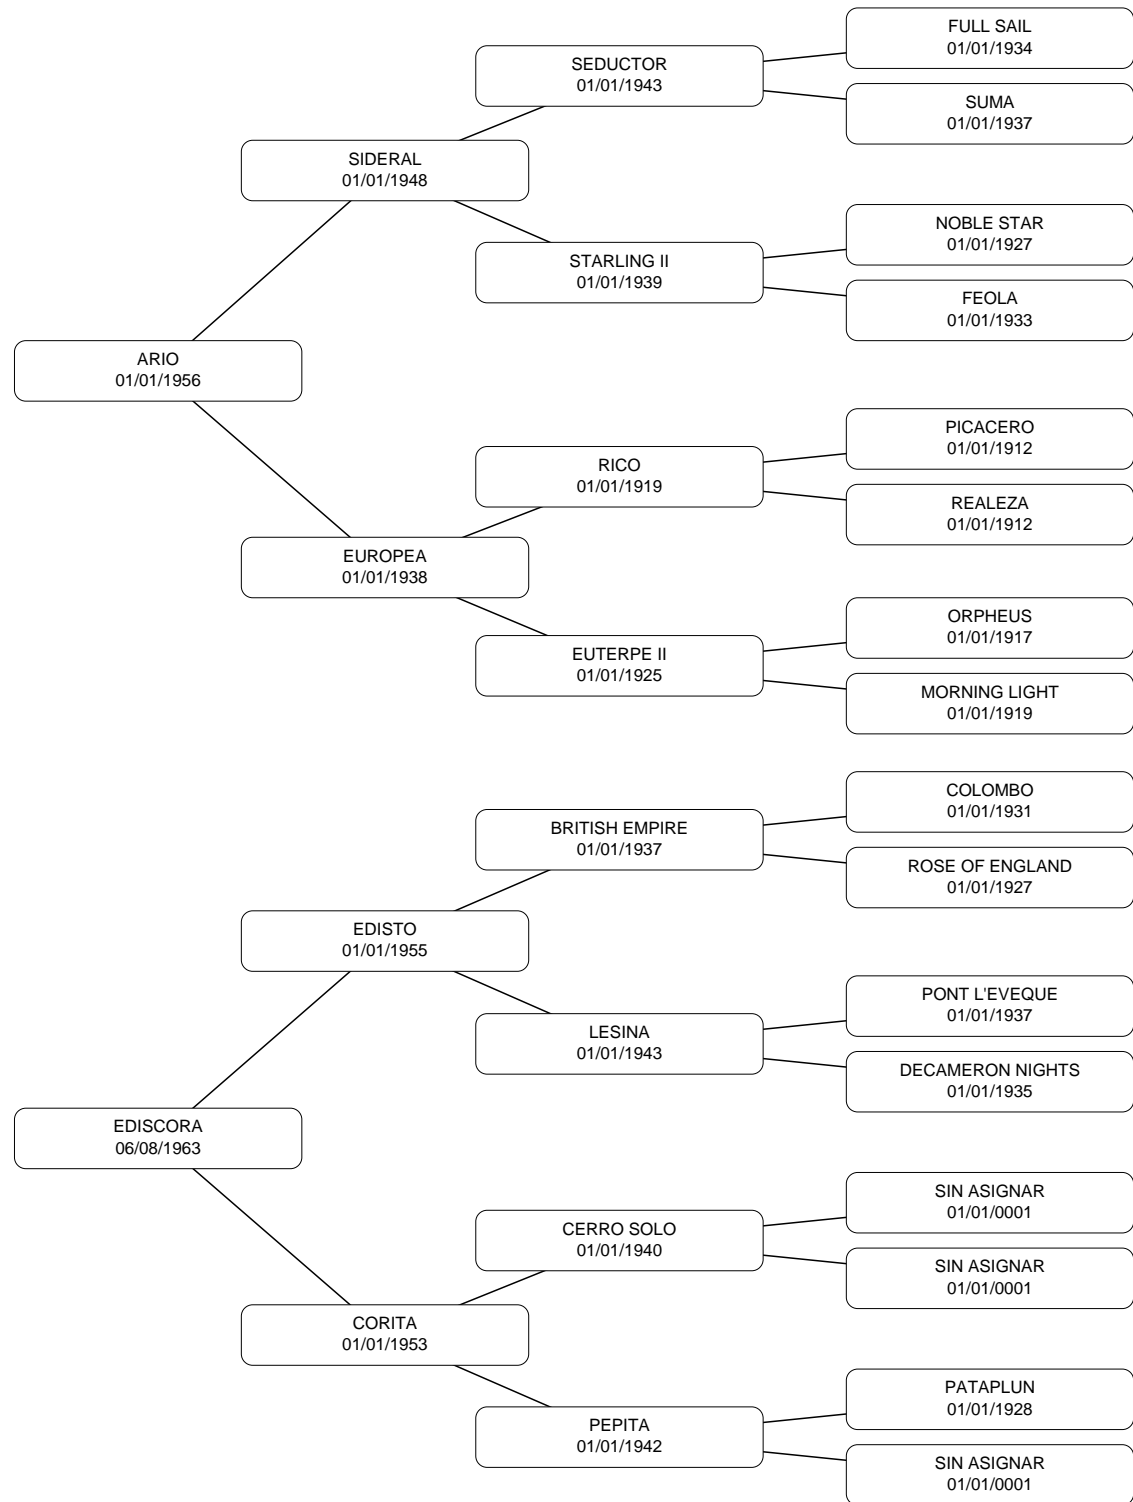 FULL SAIL
01/01/1934
SEDUCTOR
01/01/1943
SUMA
01/01/1937
SIDERAL
01/01/1948
NOBLE STAR
01/01/1927
STARLING II
01/01/1939
FEOLA
01/01/1933
ARIO
01/01/1956
PICACERO
01/01/1912
RICO
01/01/1919
REALEZA
01/01/1912
EUROPEA
01/01/1938
ORPHEUS
01/01/1917
EUTERPE II
01/01/1925
MORNING LIGHT
01/01/1919
COLOMBO
01/01/1931
BRITISH EMPIRE
01/01/1937
ROSE OF ENGLAND
01/01/1927
EDISTO
01/01/1955
PONT L'EVEQUE
01/01/1937
LESINA
01/01/1943
DECAMERON NIGHTS
01/01/1935
EDISCORA
06/08/1963
SIN ASIGNAR
01/01/0001
CERRO SOLO
01/01/1940
SIN ASIGNAR
01/01/0001
CORITA
01/01/1953
PATAPLUN
01/01/1928
PEPITA
01/01/1942
SIN ASIGNAR
01/01/0001